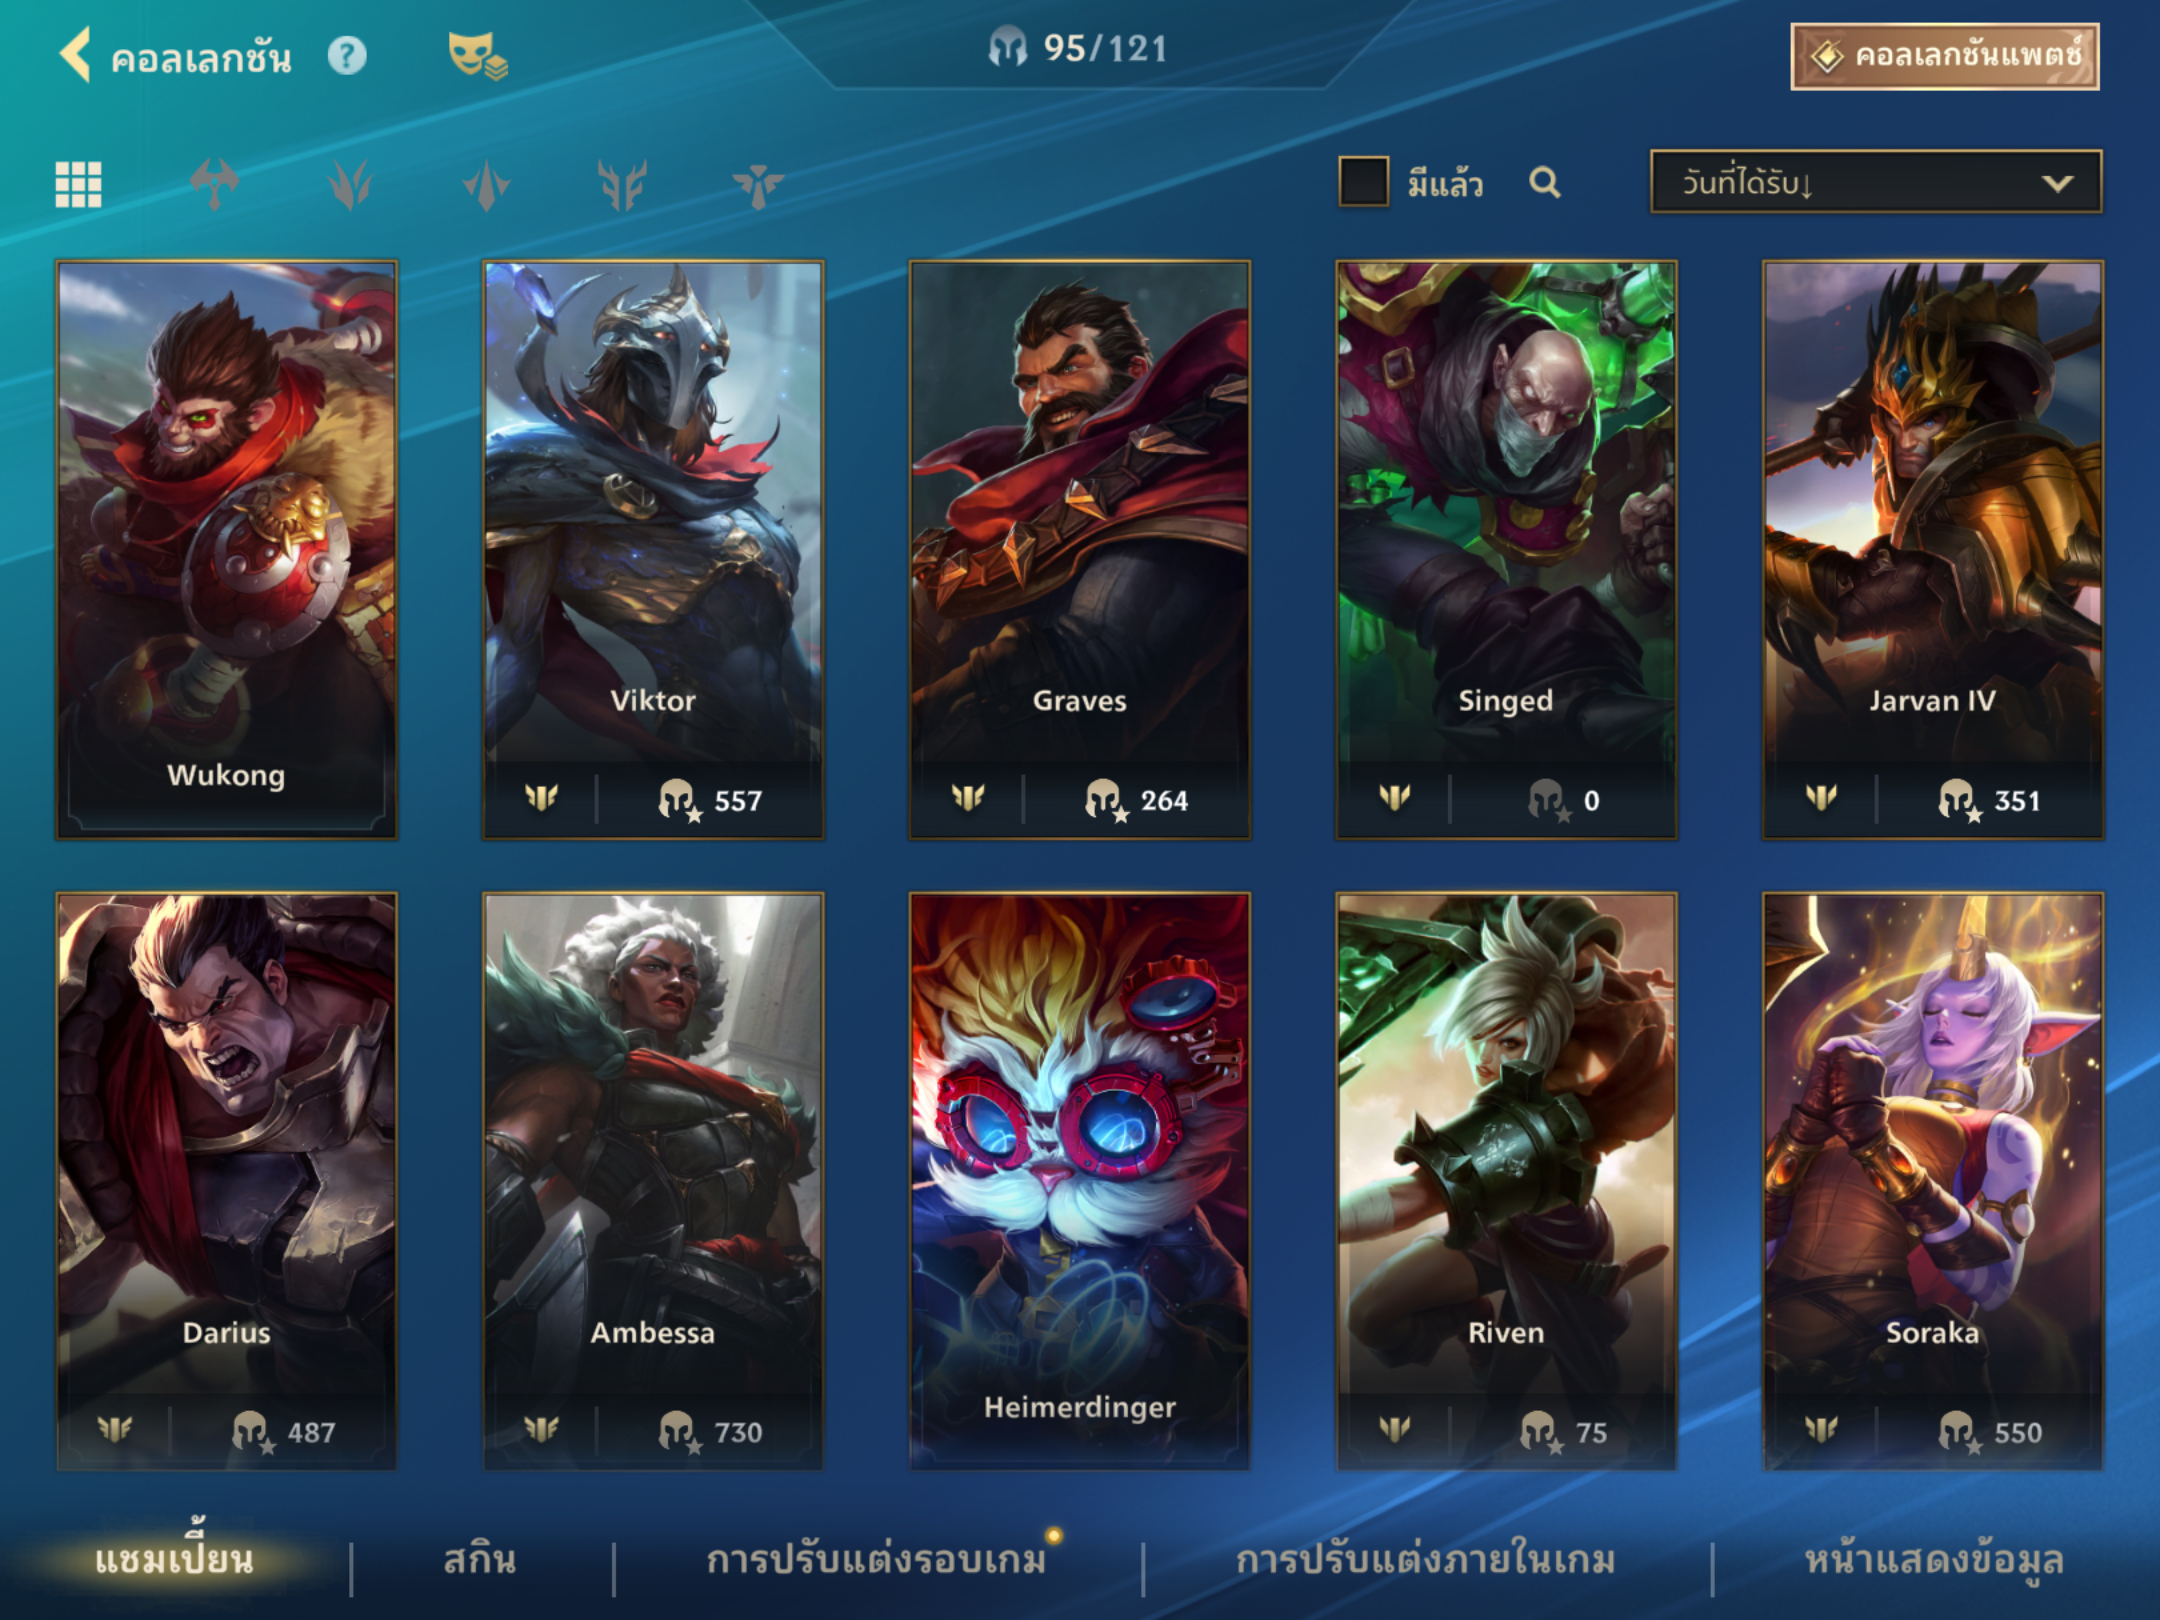 คอลเลกชัน
?
95/121
คอลเลกชันแพตช์
มีแล้ว
วันที่ได้รับ↓
Wukong
Viktor
557
Graves
264
Singed
0
Jarvan IV
351
Darius
487
Ambessa
730
Heimerdinger
Riven
75
Soraka
550
แชมเปี้ยน
สกิน
การปรับแต่งรอบเกม
การปรับแต่งภายในเกม
หน้าแสดงข้อมูล